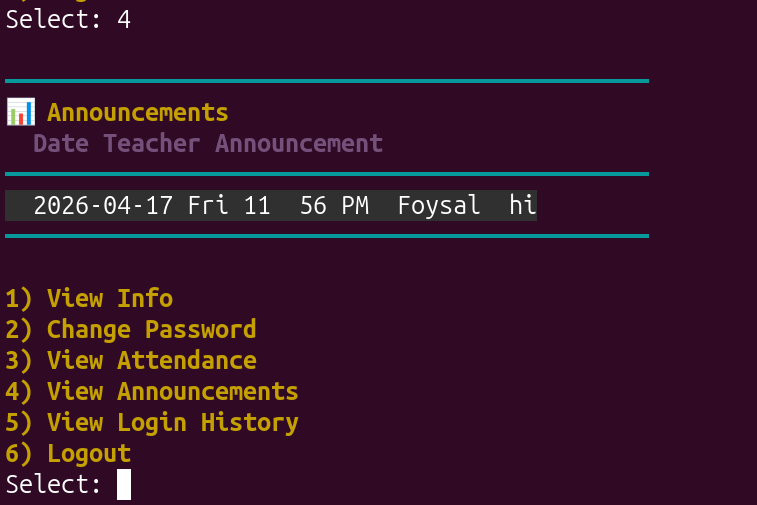 Select: 4
Announcements
Date Teacher Announcement
2026-04-17 Fri 11  56 PM  Foysal  hi
1) View Info
2) Change Password
3) View Attendance
4) View Announcements
5) View Login History
6) Logout
Select: